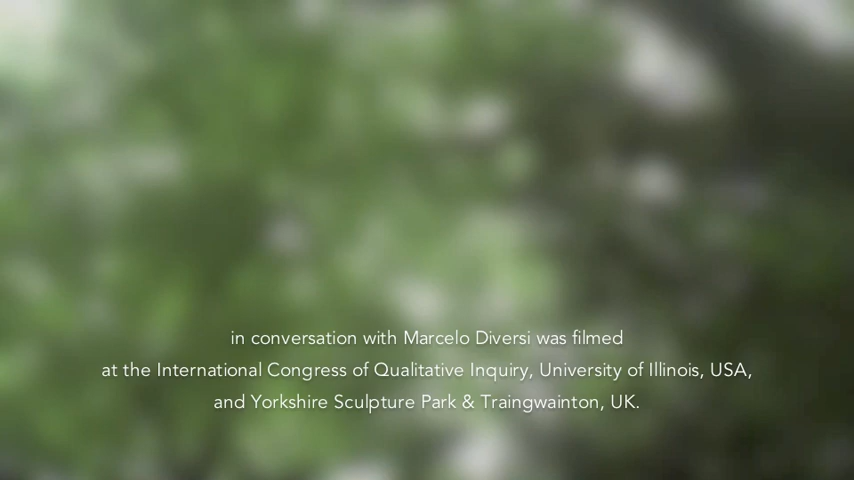 in conversation with Marcelo Diversi was filmed
at the International Congress of Qualitative Inquiry, University of Illinois, USA,
and Yorkshire Sculpture Park & Traingwainton, UK.